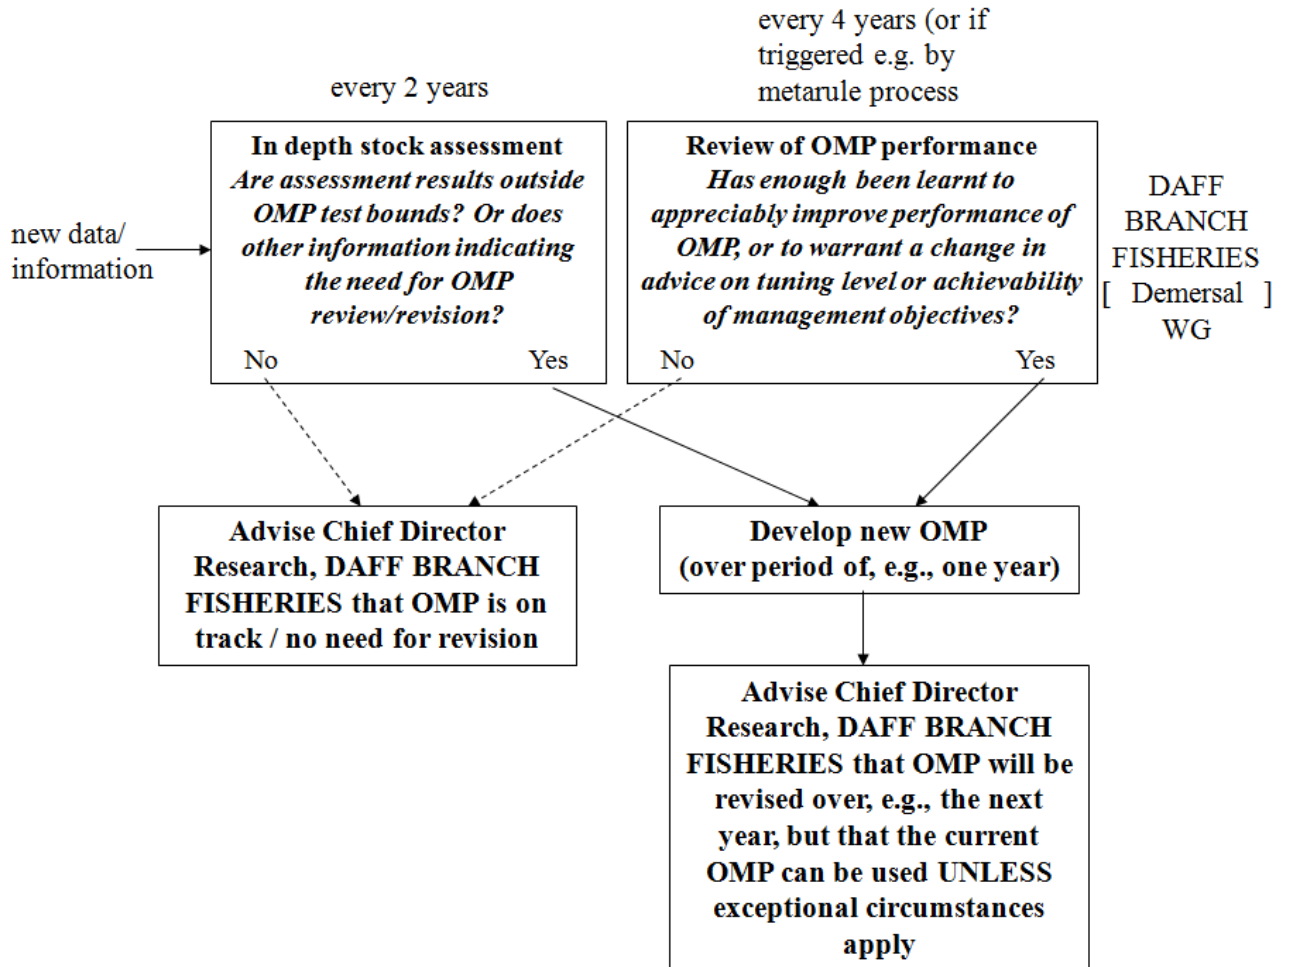 every 2 years
every 4 years (or if
triggered e.g. by
metarule process
new data/
information
In depth stock assessment
Are assessment results outside
OMP test bounds? Or does
other information indicating
the need for OMP
review/revision?
No Yes
Review of OMP performance
Has enough been learnt to
appreciably improve performance of
OMP, or to warrant a change in
advice on tuning level or achievability
of management objectives?
No Yes
DAFF
BRANCH
FISHERIES
[ Demersal ]
WG
Advise Chief Director
Research, DAFF BRANCH
FISHERIES that OMP is on
track / no need for revision
Develop new OMP
(over period of, e.g., one year)
Advise Chief Director
Research, DAFF BRANCH
FISHERIES that OMP will be
revised over, e.g., the next
year, but that the current
OMP can be used UNLESS
exceptional circumstances
apply